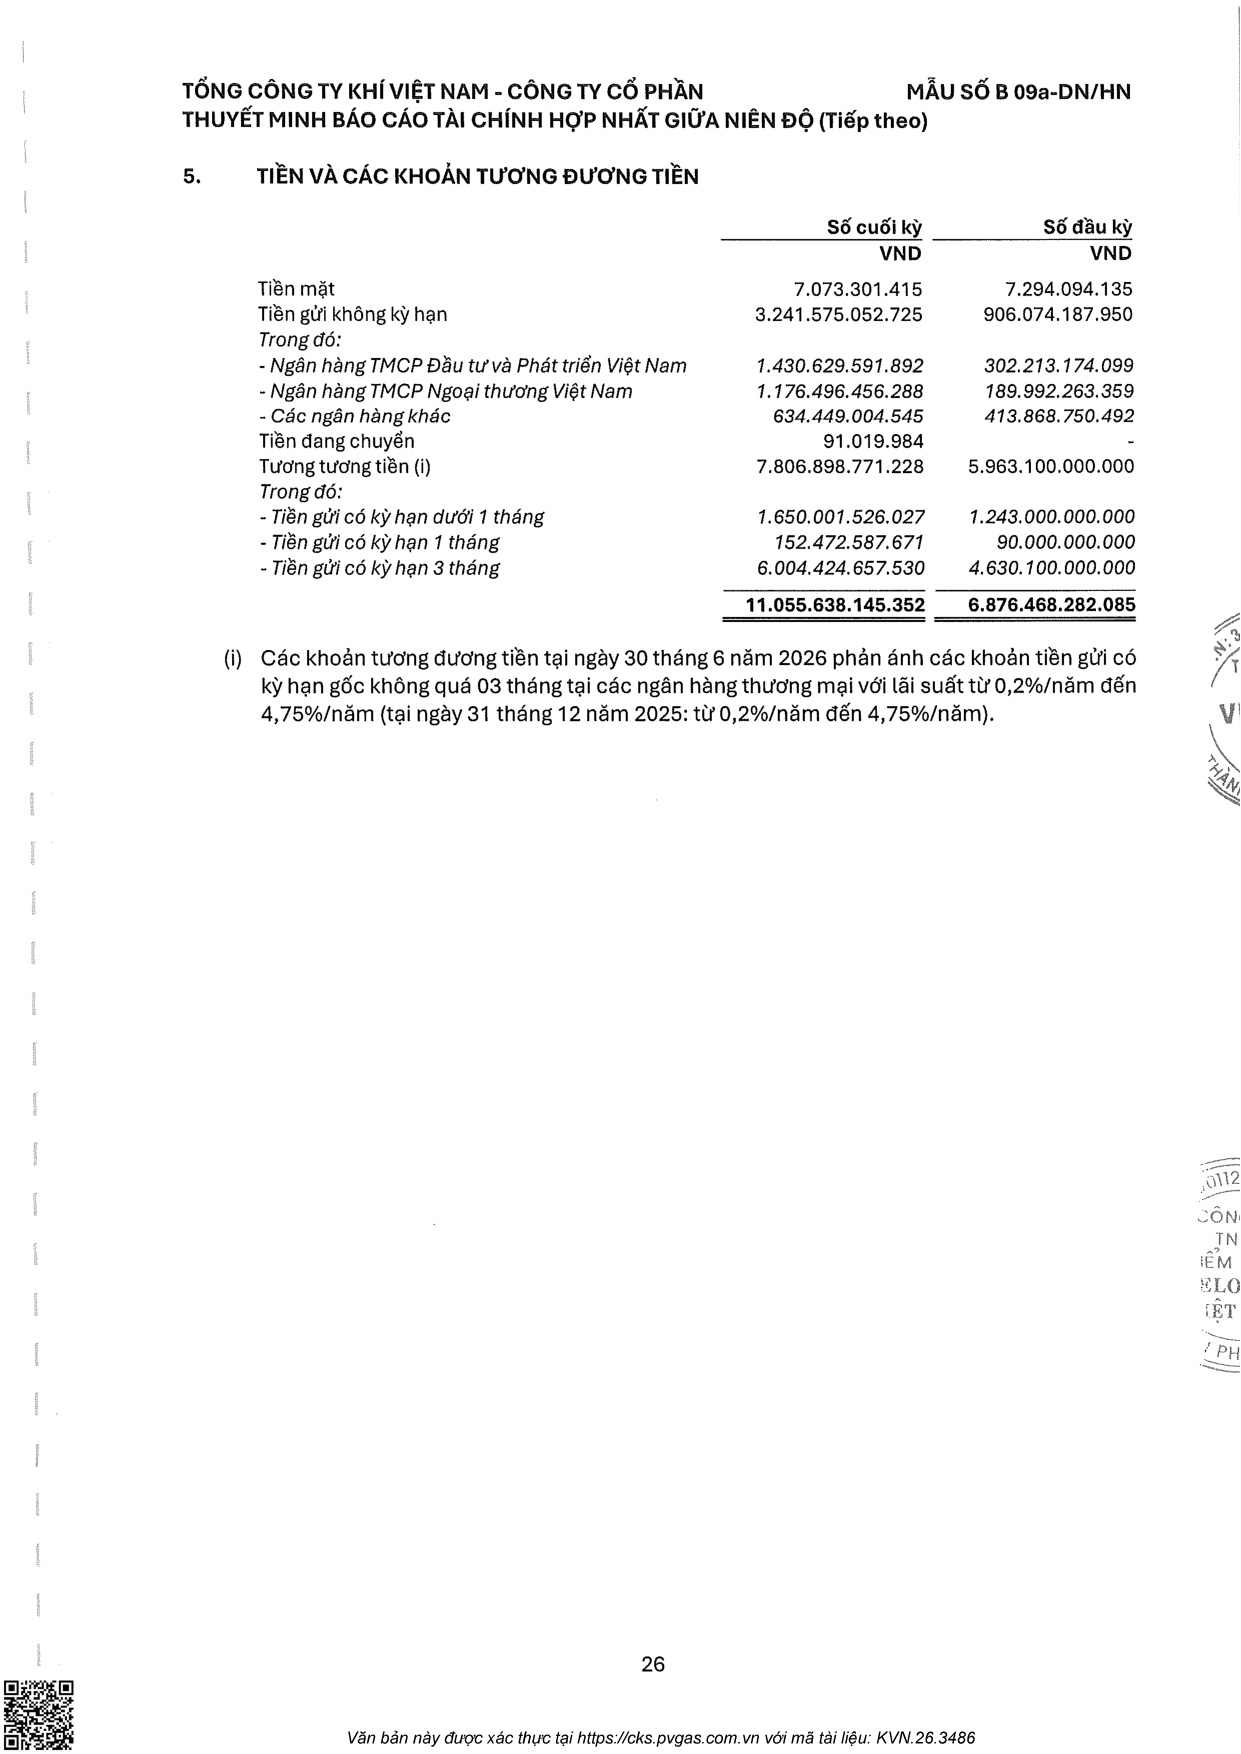 TỔNG CÔNG TY KHÍ VIỆT NAM - CÔNG TY CỔ PHẦN MẪU SỐ B 09a-DN/HN
THUYẾT MINH BÁO CÁO TÀI CHÍNH HỢP NHẤT GIỮA NIÊN ĐỘ (Tiếp theo)
5. TIỀN VÀ CÁC KHOẢN TƯƠNG ĐƯƠNG TIỀN
Số cuối kỳ Số đầu kỳ
VND VND
Tiền mặt 7.073.301.415 7.294.094.135
Tiền gửi không kỳ hạn 3.241.575.052.725 906.074.187.950
Trong đó:
- Ngân hàng TMCP Đầu tư và Phát triển Việt Nam 1.430.629.591.892 302.213.174.099
- Ngân hàng TMCP Ngoại thương Việt Nam 1.176.496.456.288 189.992.263.359
- Các ngân hàng khác 634.449.004.545 413.868.750.492
Tiền đang chuyển 91.019.984 -
Tương tương tiền (i) 7.806.898.771.228 5.963.100.000.000
Trong đó:
- Tiền gửi có kỳ hạn dưới 1 tháng 1.650.001.526.027 1.243.000.000.000
- Tiền gửi có kỳ hạn 1 tháng 152.472.587.671 90.000.000.000
- Tiền gửi có kỳ hạn 3 tháng 6.004.424.657.530 4.630.100.000.000
11.055.638.145.352 6.876.468.282.085
(i) Các khoản tương đương tiền tại ngày 30 tháng 6 năm 2026 phản ánh các khoản tiền gửi có
kỳ hạn gốc không quá 03 tháng tại các ngân hàng thương mại với lãi suất từ 0,2%/năm đến
4,75%/năm (tại ngày 31 tháng 12 năm 2025: từ 0,2%/năm đến 4,75%/năm).
26
Văn bản này được xác thực tại https://cks.pvgas.com.vn với mã tài liệu: KVN.26.3486